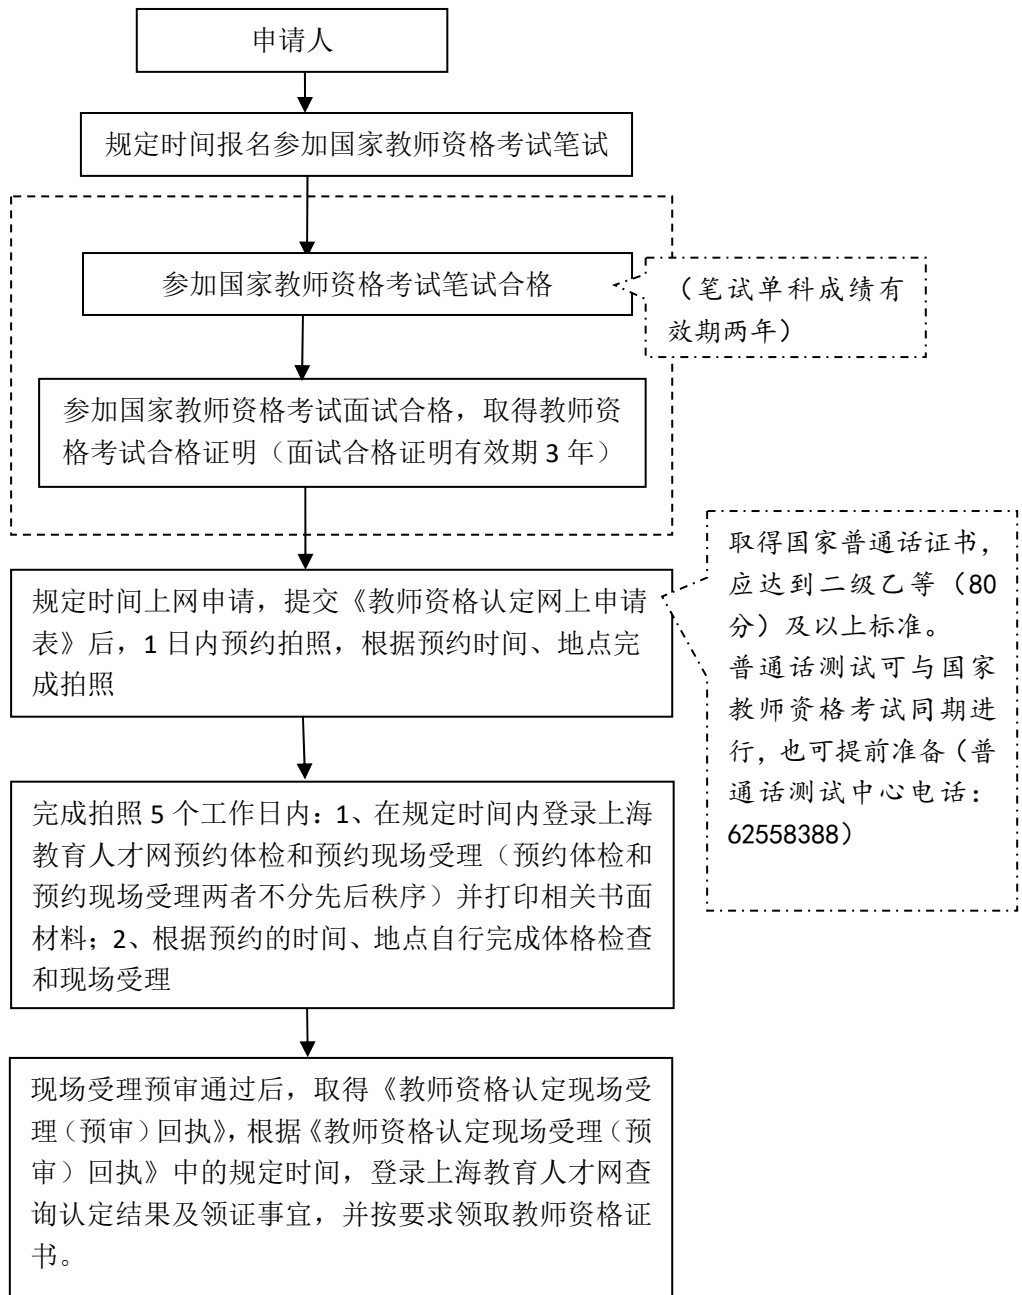 申请人
规定时间报名参加国家教师资格考试笔试
参加国家教师资格考试笔试合格
（笔试单科成绩有
效期两年）
参加国家教师资格考试面试合格，取得教师资
格考试合格证明（面试合格证明有效期 3 年）
规定时间上网申请，提交《教师资格认定网上申请
表》后，1 日内预约拍照，根据预约时间、地点完
成拍照
取得国家普通话证书，
应达到二级乙等（80
分）及以上标准。
普通话测试可与国家
教师资格考试同期进
行，也可提前准备（普
通话测试中心电话：
62558388）
完成拍照 5 个工作日内：1、在规定时间内登录上海
教育人才网预约体检和预约现场受理（预约体检和
预约现场受理两者不分先后秩序）并打印相关书面
材料；2、根据预约的时间、地点自行完成体格检查
和现场受理
现场受理预审通过后，取得《教师资格认定现场受
理（预审）回执》，根据《教师资格认定现场受理（预
审）回执》中的规定时间，登录上海教育人才网查
询认定结果及领证事宜，并按要求领取教师资格证
书。